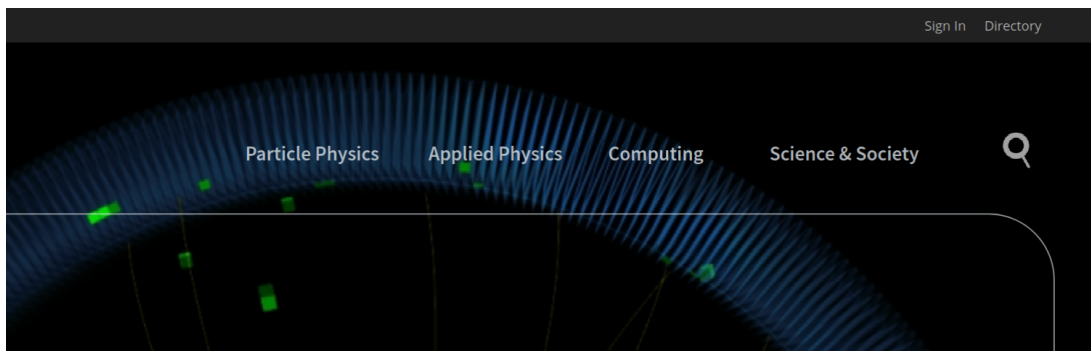 Sign In Directory
Particle Physics Applied Physics Computing Science & Society